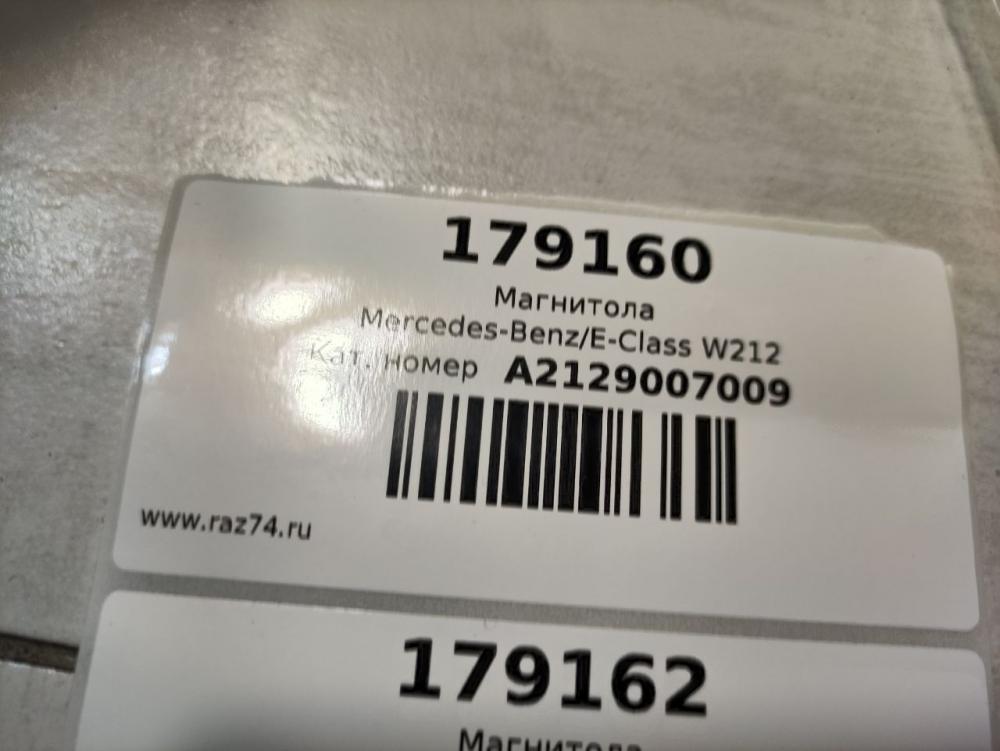 179160
Магнитола
Mercedes-Benz/E-Class W212
Кат. номер A2129007009
www.raz74.ru
179162
Магнитола